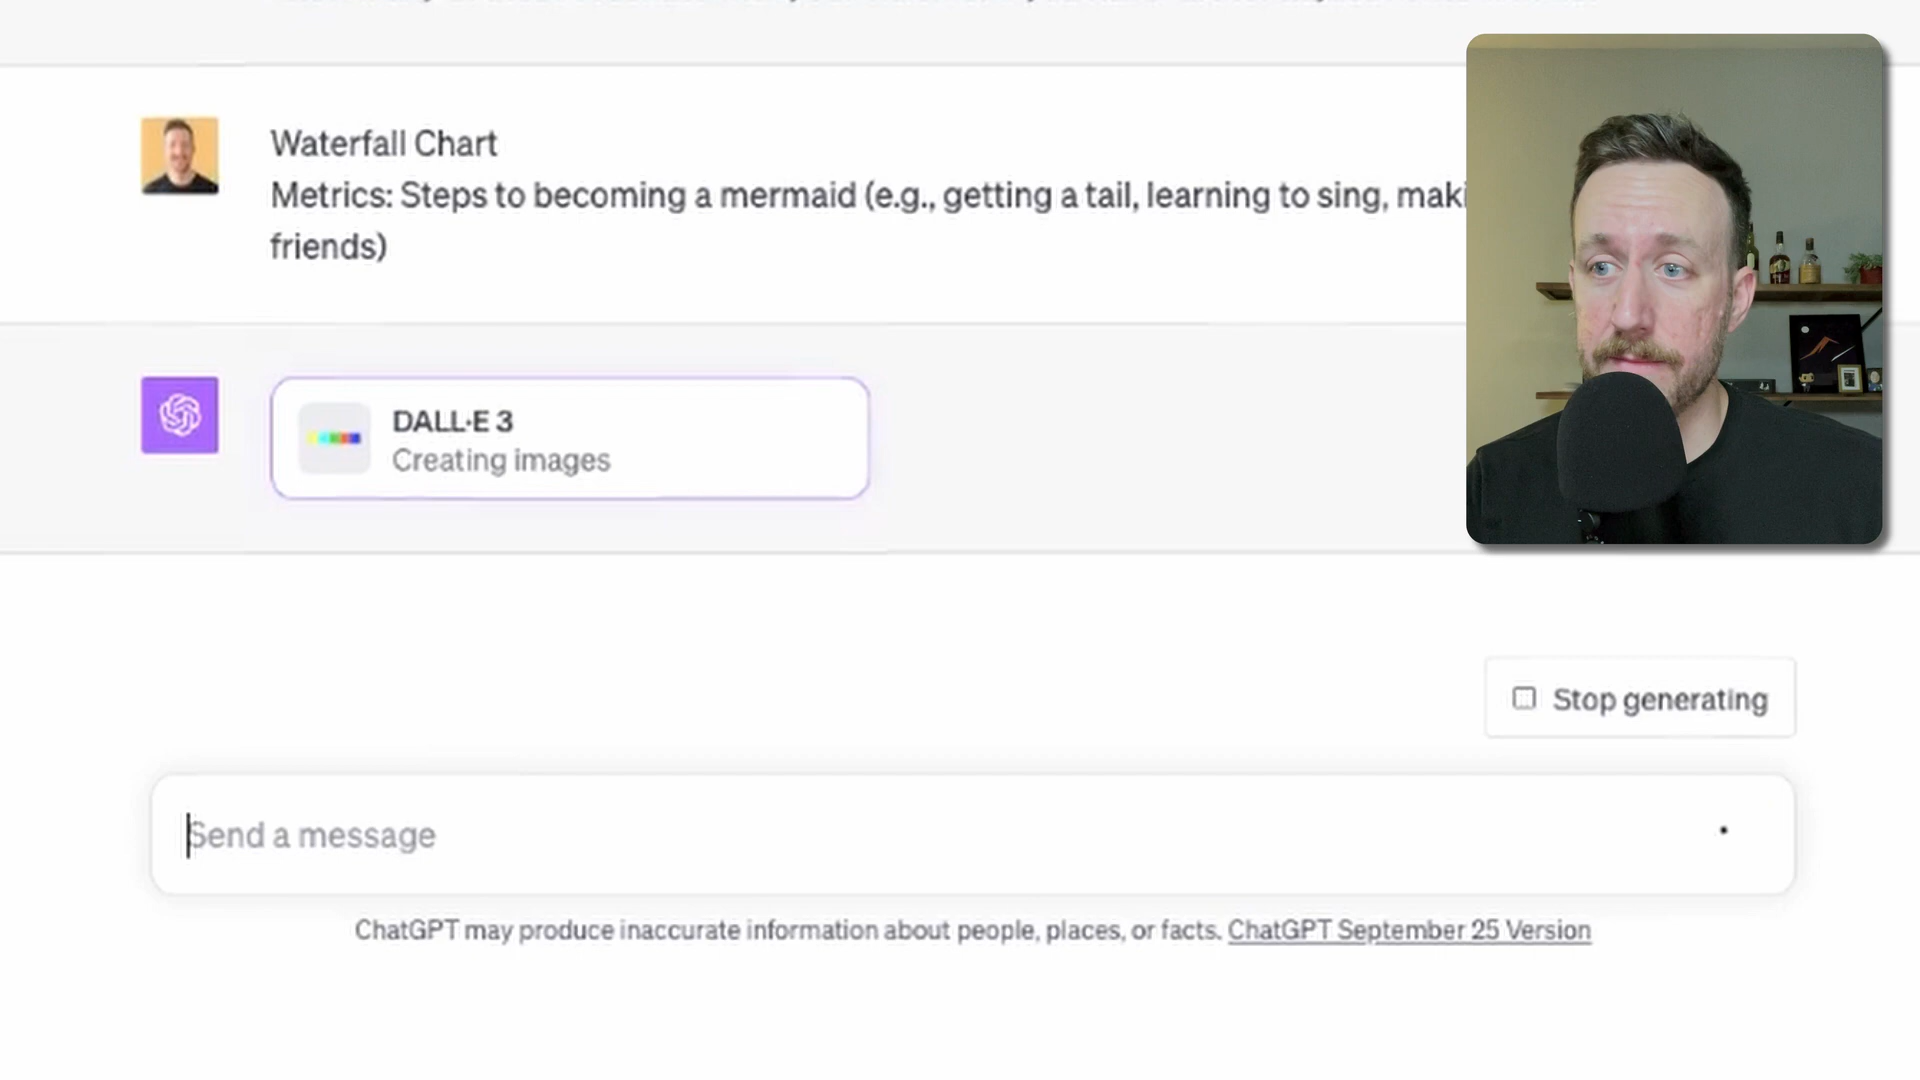 Waterfall Chart
Metrics: Steps to becoming a mermaid (e.g., getting a tail, learning to sing,
friends)
DALL·E 3
Creating images
Stop generating
Send a message
ChatGPT may produce inaccurate information about people, places, or facts. ChatGPT September 25 Version